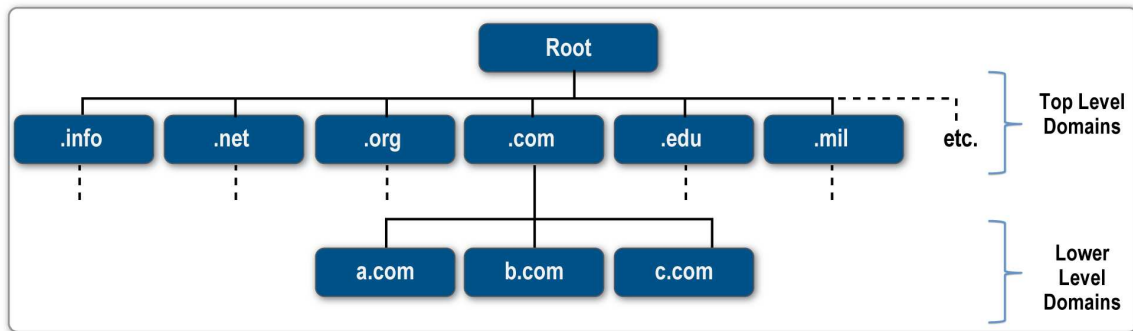 Root
Top Level
Domains
.info
.net
.org
.com
.edu
.mil
etc.
a.com
b.com
c.com
Lower
Level
Domains